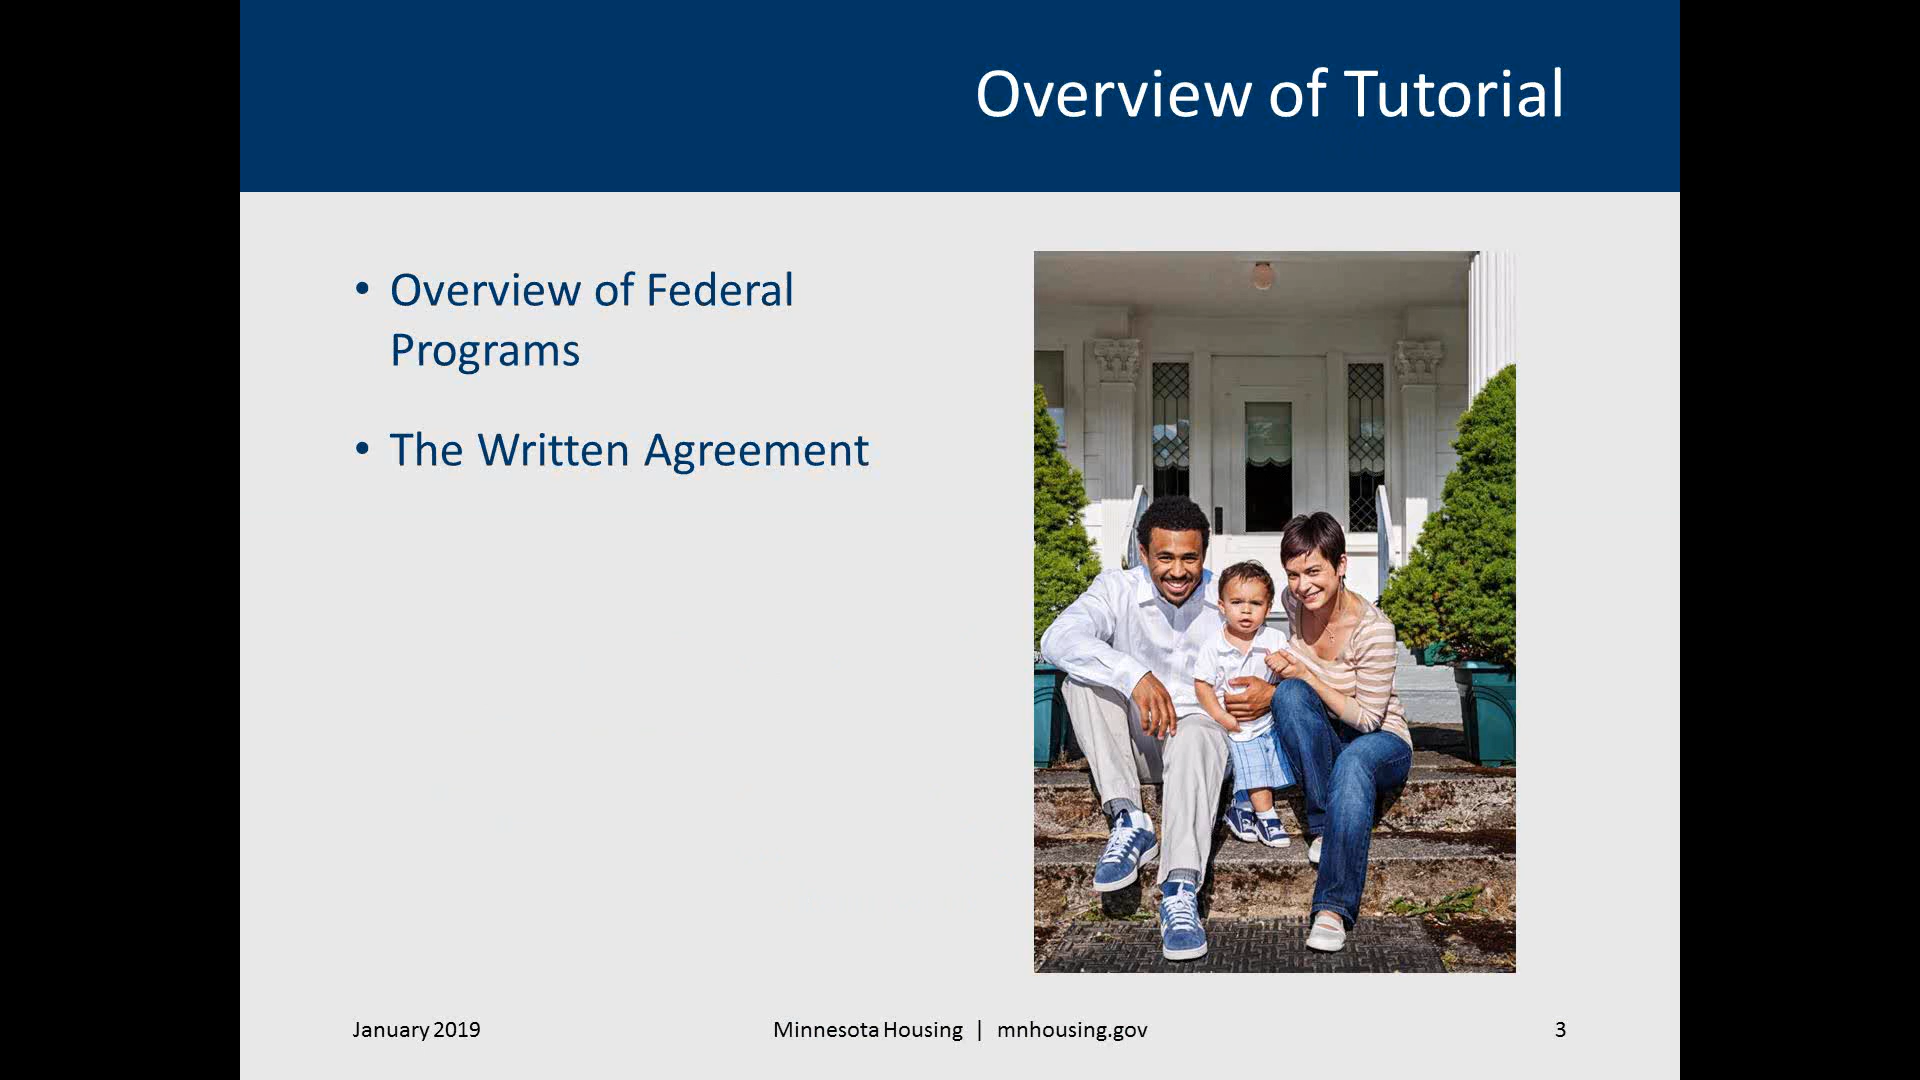 Overview of Tutorial
• Overview of Federal
Programs
• The Written Agreement
January 2019
Minnesota Housing | mnhousing.gov
3